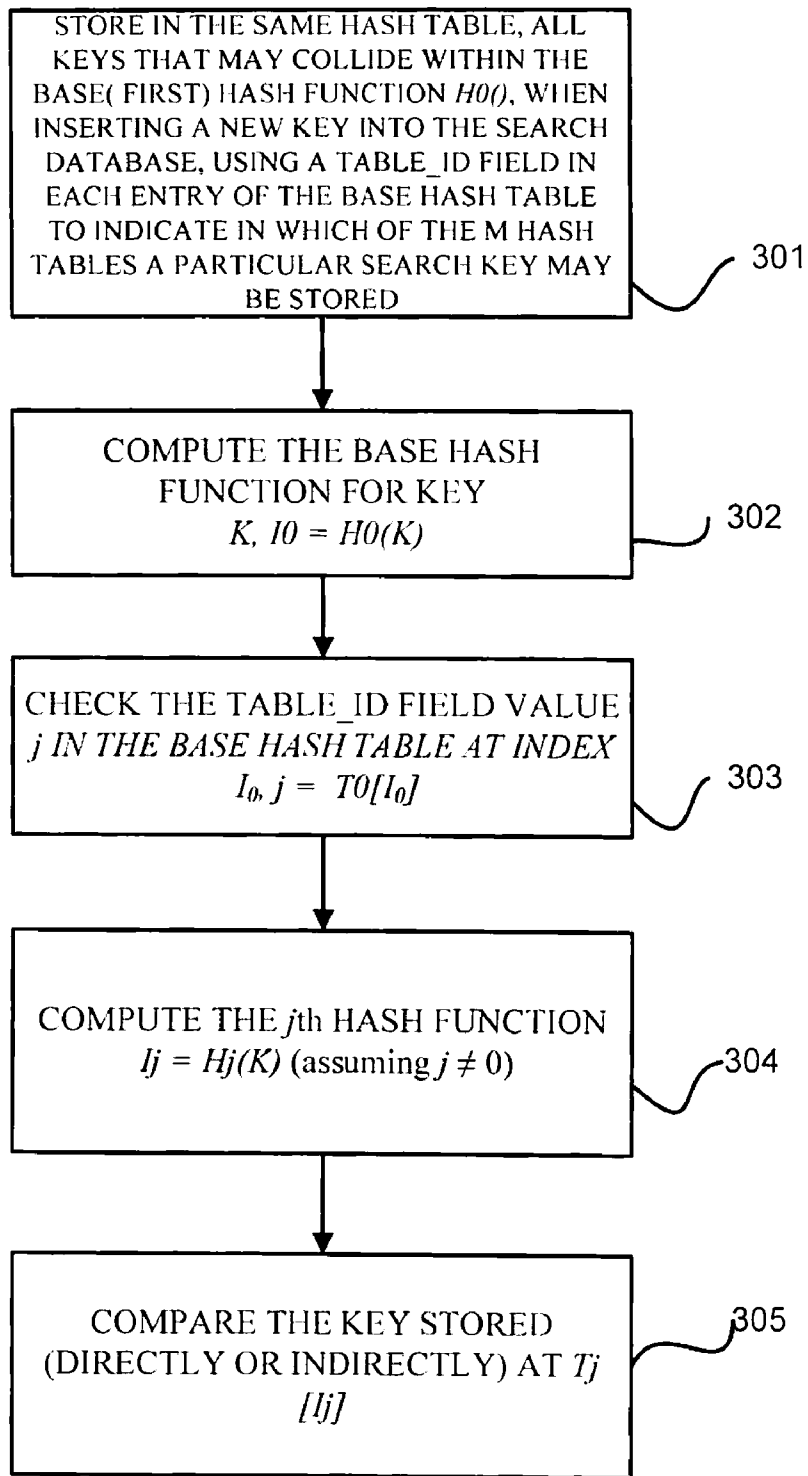 STORE IN THE SAME HASH TABLE, ALL
KEYS THAT MAY COLLIDE WITHIN THE
BASE( FIRST) HASH FUNCTION H0(), WHEN
INSERTING A NEW KEY INTO THE SEARCH
DATABASE, USING A TABLE_ID FIELD IN
EACH ENTRY OF THE BASE HASH TABLE
TO INDICATE IN WHICH OF THE M HASH
TABLES A PARTICULAR SEARCH KEY MAY
BE STORED
301
COMPUTE THE BASE HASH
FUNCTION FOR KEY
K, I0 = H0(K)
302
CHECK THE TABLE_ID FIELD VALUE
j IN THE BASE HASH TABLE AT INDEX
I₀, j = T0[I₀]
303
COMPUTE THE jth HASH FUNCTION
Ij = Hj(K) (assuming j ≠ 0)
304
COMPARE THE KEY STORED
(DIRECTLY OR INDIRECTLY) AT Tj
[Ij]
305